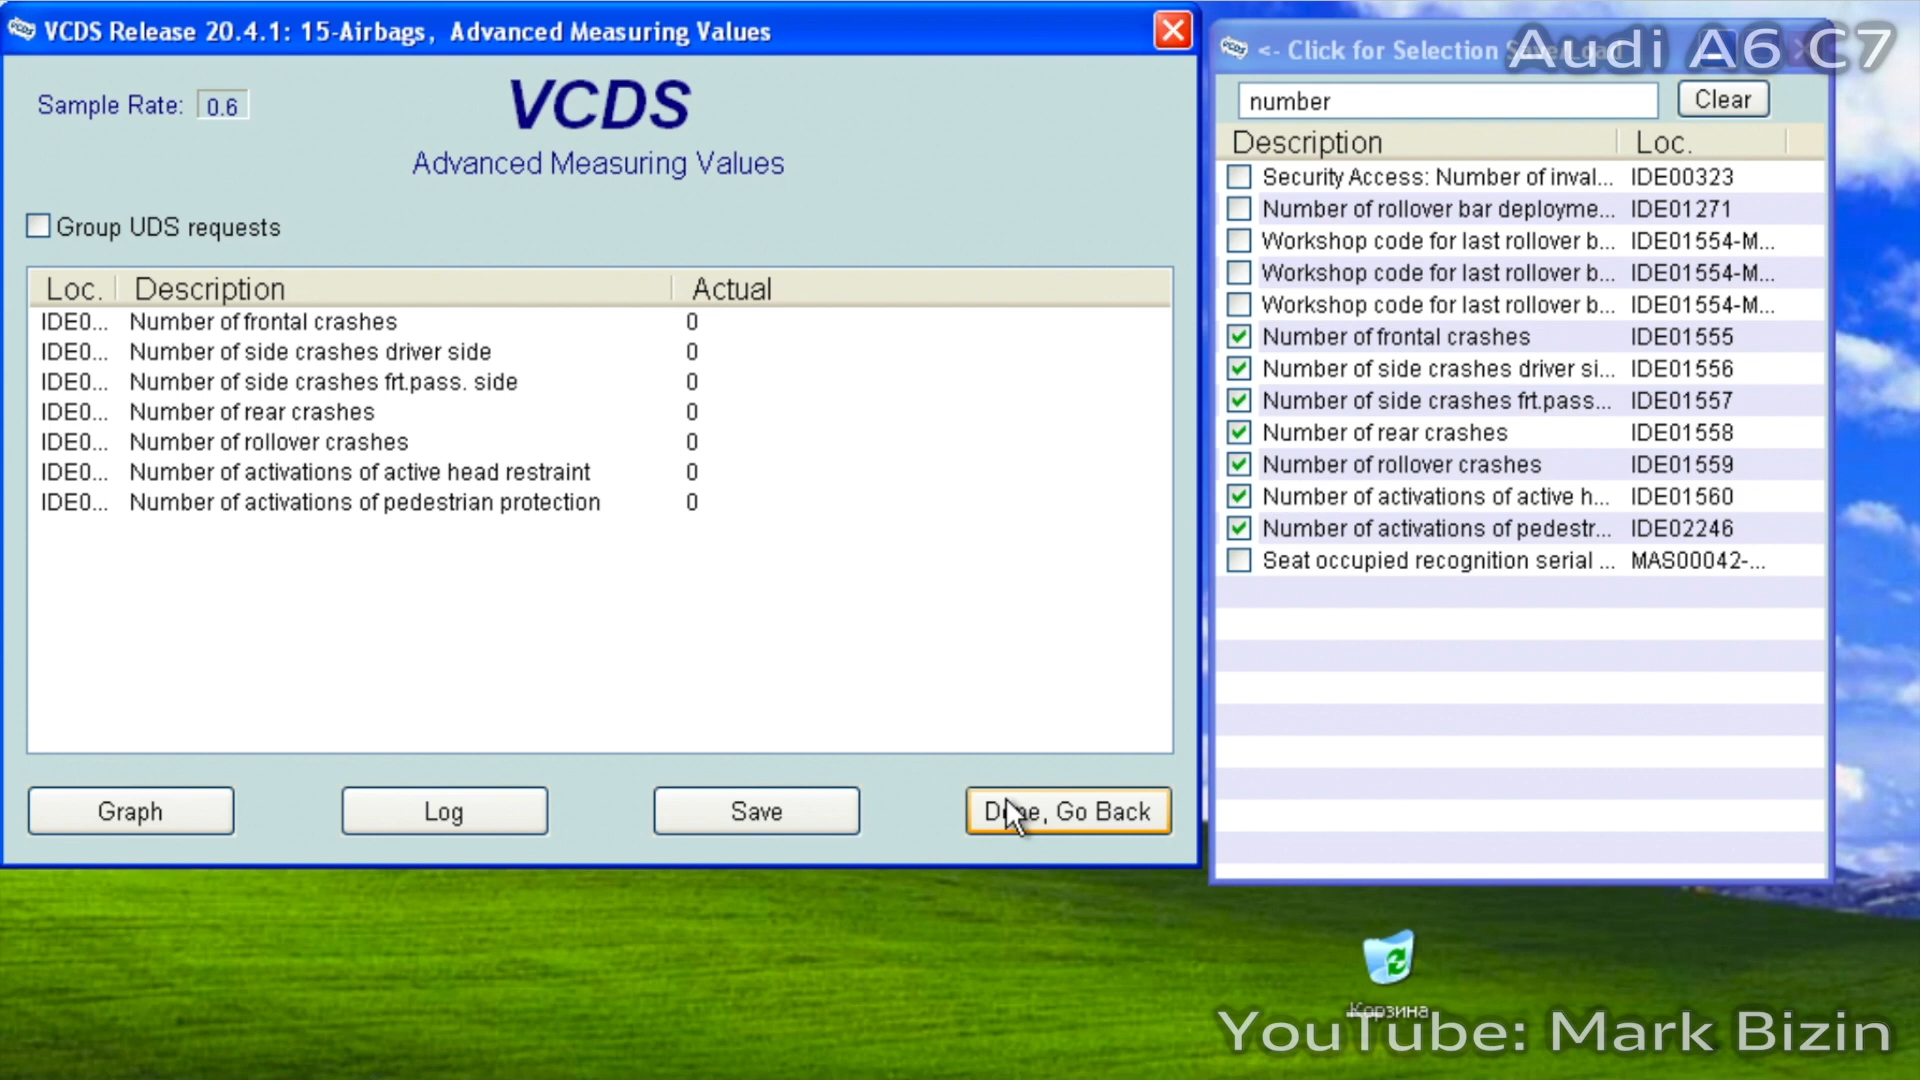 VCDS Release 20.4.1: 15-Airbags, Advanced Measuring Values
Sample Rate: 0.6
VCDS
Advanced Measuring Values
Group UDS requests
Loc. Description Actual
IDE0... Number of frontal crashes 0
IDE0... Number of side crashes driver side 0
IDE0... Number of side crashes frt.pass. side 0
IDE0... Number of rear crashes 0
IDE0... Number of rollover crashes 0
IDE0... Number of activations of active head restraint 0
IDE0... Number of activations of pedestrian protection 0
Graph Log Save Done, Go Back
<- Click for Selection
Audi A6 C7
number Clear
Description Loc.
Security Access: Number of inval... IDE00323
Number of rollover bar deployme... IDE01271
Workshop code for last rollover b... IDE01554-M...
Workshop code for last rollover b... IDE01554-M...
Workshop code for last rollover b... IDE01554-M...
Number of frontal crashes IDE01555
Number of side crashes driver si... IDE01556
Number of side crashes frt.pass... IDE01557
Number of rear crashes IDE01558
Number of rollover crashes IDE01559
Number of activations of active h... IDE01560
Number of activations of pedestr... IDE02246
Seat occupied recognition serial ... MAS00042-...
Корзина
YouTube: Mark Bizin